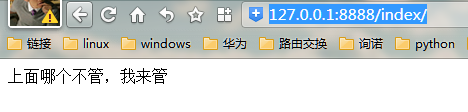 127.0.0.1:8888/index/
链接 linux windows 华为 路由交换 询诺 python
上面哪个不管，我来管